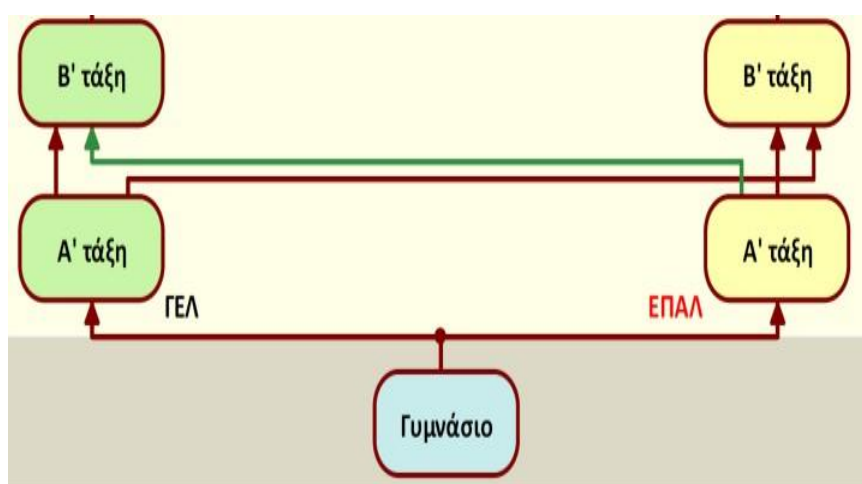 Β' τάξη
Β' τάξη
Α' τάξη
Α' τάξη
ΓΕΛ
ΕΠΑΛ
Γυμνάσιο